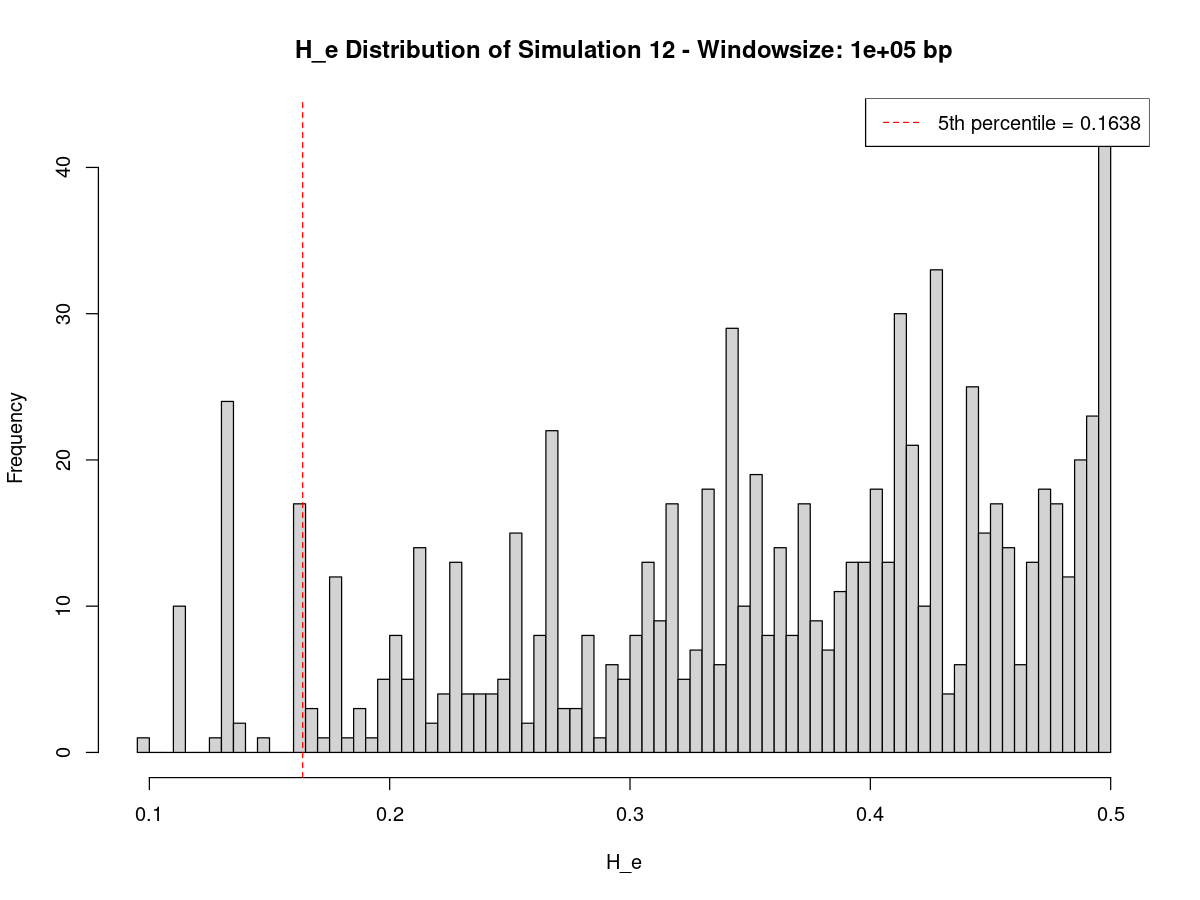 H_e Distribution of Simulation 12 - Windowsize: 1e+05 bp
5th percentile = 0.1638
Frequency
40
30
20
10
0
0.1 0.2 0.3 0.4 0.5
H_e